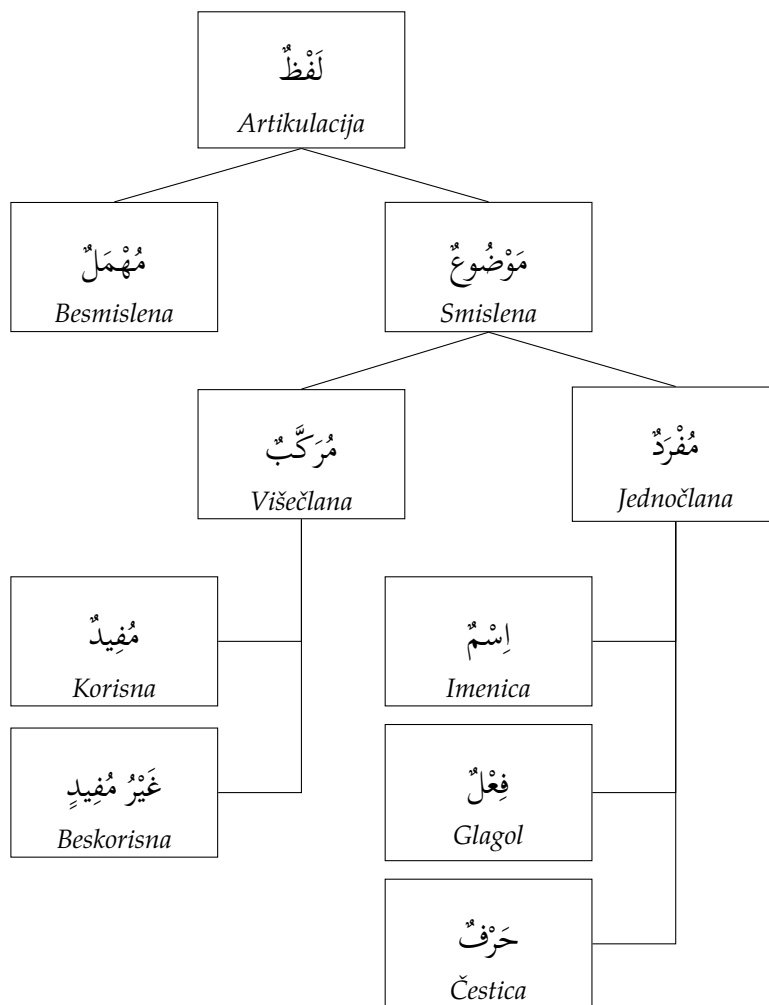 لَفْظٌ
Artikulacija
مُهْمَلٌ
Besmislena
مَوْضُوعٌ
Smislena
مُرَكَّبٌ
Višečlana
مُفْرَدٌ
Jednočlana
مُفِيدٌ
Korisna
اِسْمٌ
Imenica
غَيْرُ مُفِيدٍ
Beskorisna
فِعْلٌ
Glagol
حَرْفٌ
Čestica